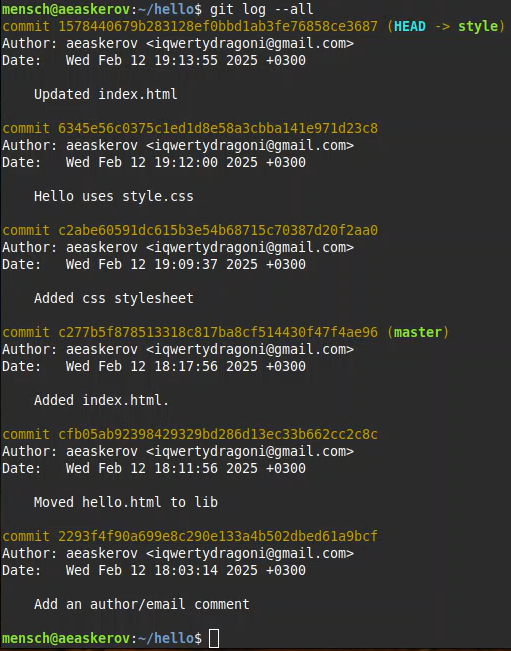 mensch@aeaskerov:~/hello$ git log --all
commit 1578440679b283128ef0bbd1ab3fe76858ce3687 (HEAD -> style)
Author: aeaskerov <iqwertydragoni@gmail.com>
Date:   Wed Feb 12 19:13:55 2025 +0300
    Updated index.html
commit 6345e56c0375c1ed1d8e58a3cbba141e971d23c8
Author: aeaskerov <iqwertydragoni@gmail.com>
Date:   Wed Feb 12 19:12:00 2025 +0300
    Hello uses style.css
commit c2abe60591dc615b3e54b68715c70387d20f2aa0
Author: aeaskerov <iqwertydragoni@gmail.com>
Date:   Wed Feb 12 19:09:37 2025 +0300
    Added css stylesheet
commit c277b5f878513318c817ba8cf514430f47f4ae96 (master)
Author: aeaskerov <iqwertydragoni@gmail.com>
Date:   Wed Feb 12 18:17:56 2025 +0300
    Added index.html.
commit cfb05ab92398429329bd286d13ec33b662cc2c8c
Author: aeaskerov <iqwertydragoni@gmail.com>
Date:   Wed Feb 12 18:11:56 2025 +0300
    Moved hello.html to lib
commit 2293f4f90a699e8c290e133a4b502dbed61a9bcf
Author: aeaskerov <iqwertydragoni@gmail.com>
Date:   Wed Feb 12 18:03:14 2025 +0300
    Add an author/email comment
mensch@aeaskerov:~/hello$